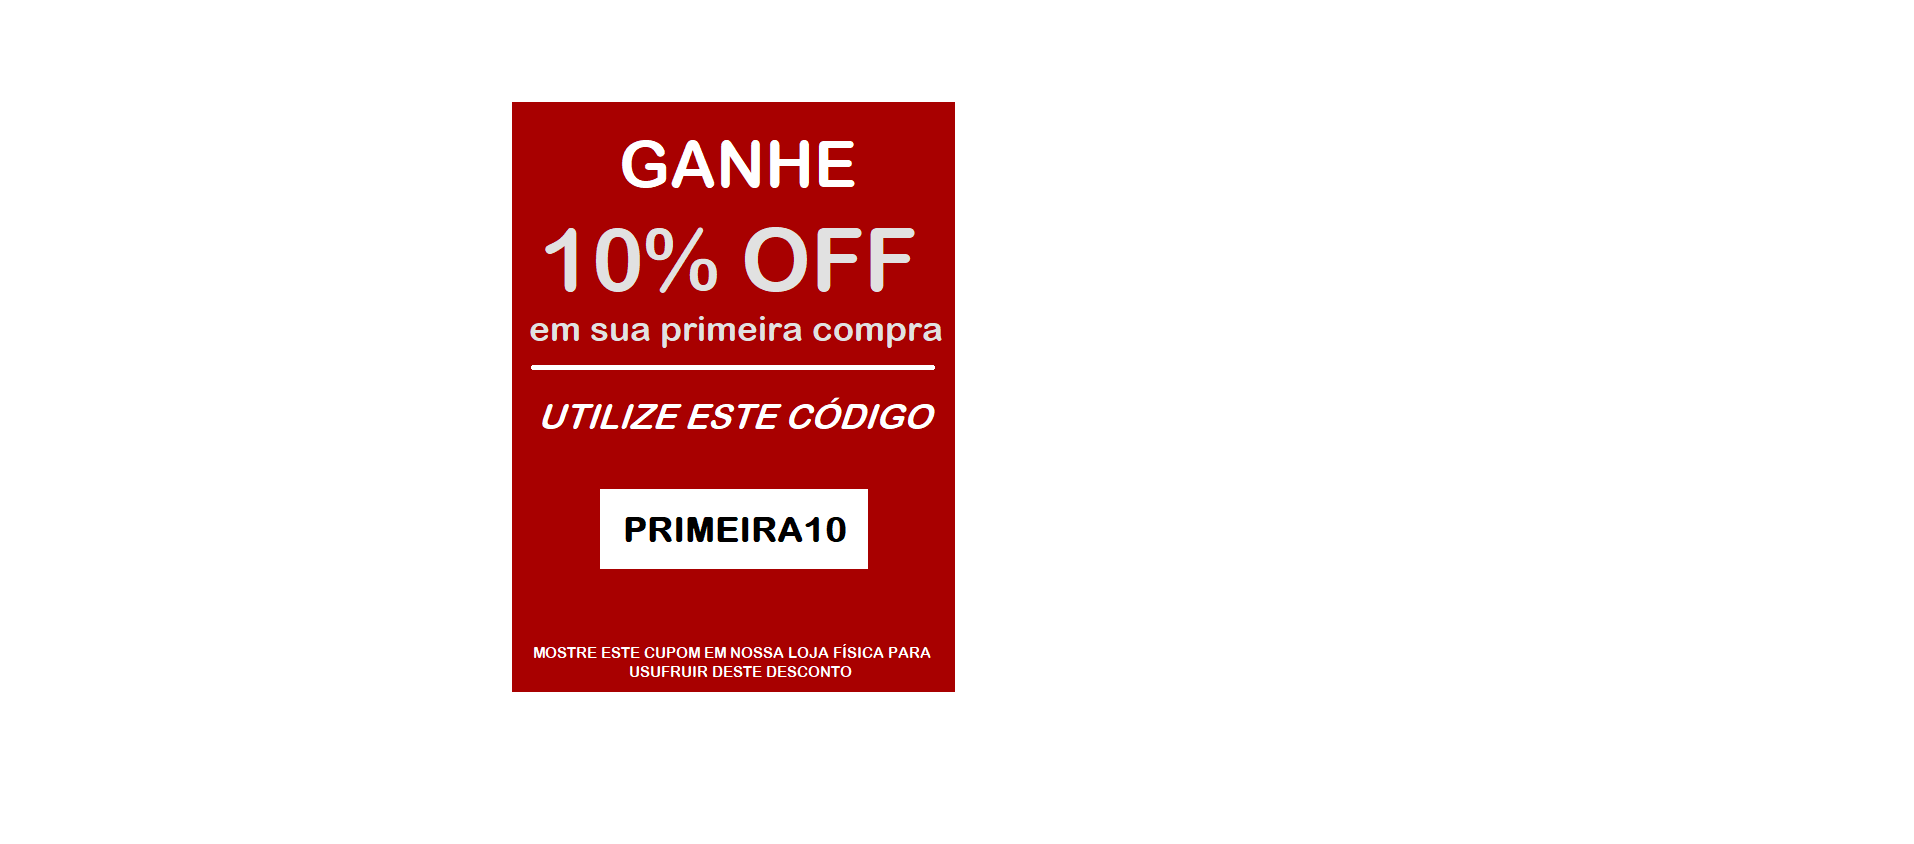 GANHE
10% OFF
em sua primeira compra
UTILIZE ESTE CÓDIGO
PRIMEIRA10
MOSTRE ESTE CUPOM EM NOSSA LOJA FÍSICA PARA
USUFRUIR DESTE DESCONTO